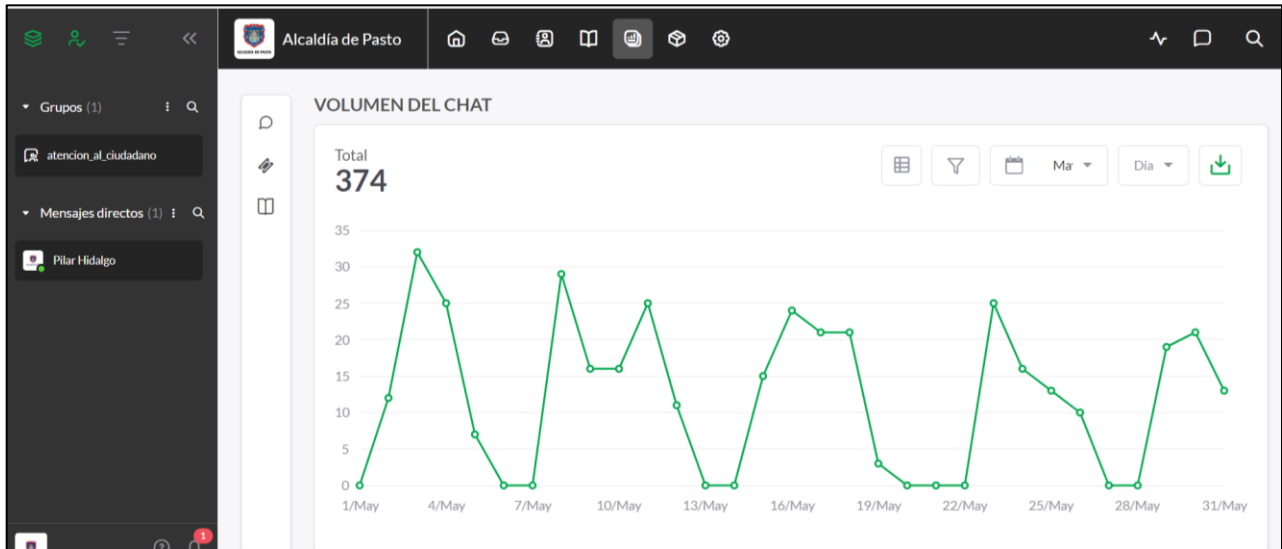 Alcaldía de Pasto
Grupos (1)
atencion_al_ciudadano
Mensajes directos (1)
Pilar Hidalgo
1
VOLUMEN DEL CHAT
Total
374
Día
35
30
25
20
15
10
5
0
1/May 4/May 7/May 10/May 13/May 16/May 19/May 22/May 25/May 28/May 31/May